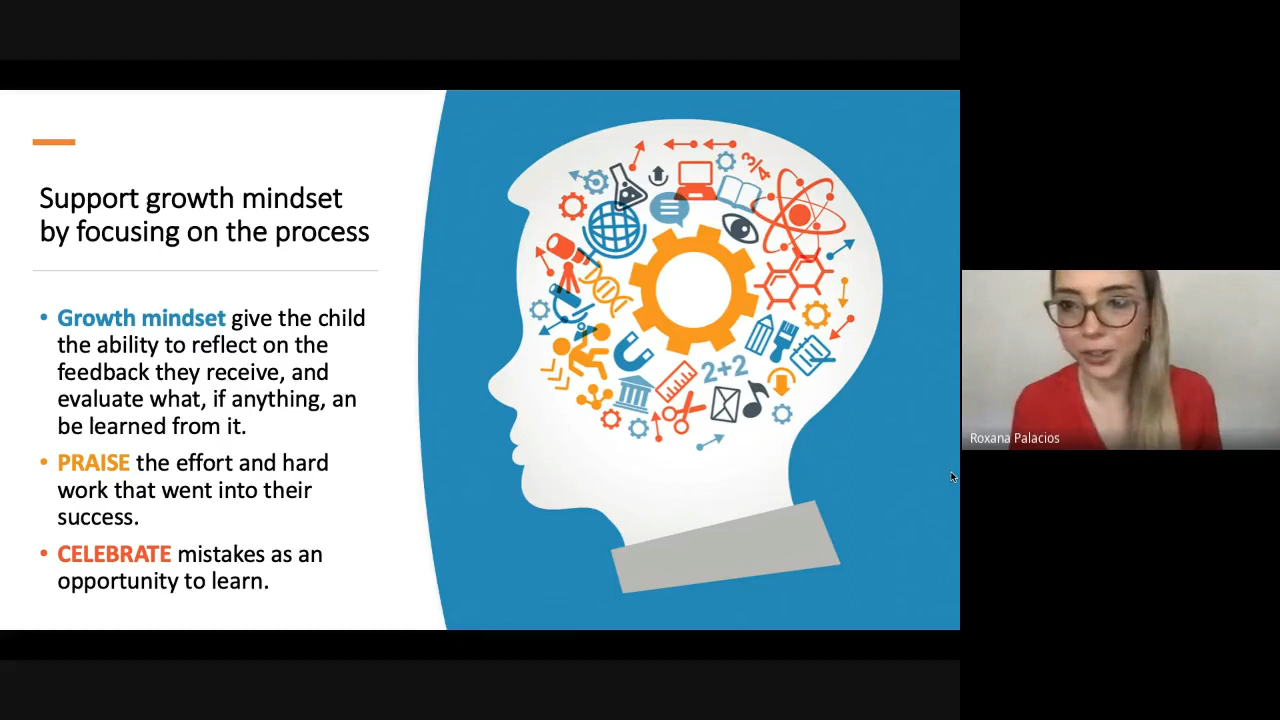 Support growth mindset
by focusing on the process
• Growth mindset give the child
the ability to reflect on the
feedback they receive, and
evaluate what, if anything, an
be learned from it.
• PRAISE the effort and hard
work that went into their
success.
• CELEBRATE mistakes as an
opportunity to learn.
3/4
2+2
Roxana Palacios